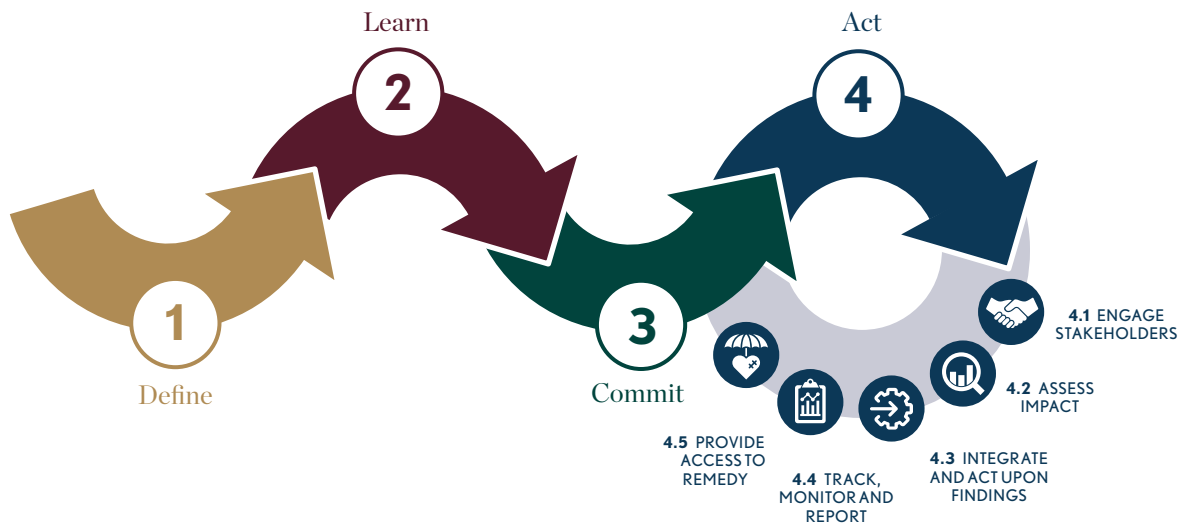 Learn
2
Act
4
1
Define
3
Commit
4.1 ENGAGE
STAKEHOLDERS
4.2 ASSESS
IMPACT
4.3 INTEGRATE
AND ACT UPON
FINDINGS
4.4 TRACK,
MONITOR AND
REPORT
4.5 PROVIDE
ACCESS TO
REMEDY